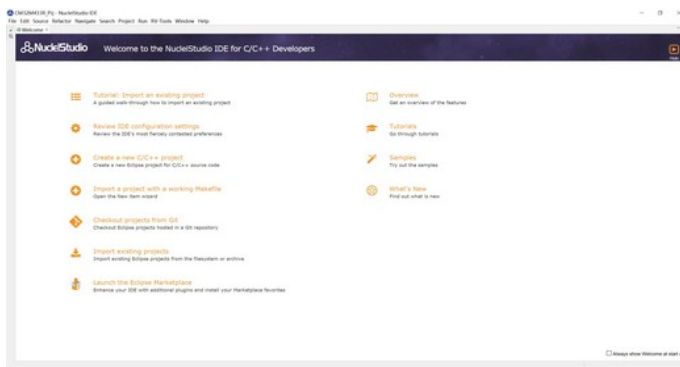 CMS32M6513R_Prj - NucleiStudio IDE
File Edit Source Refactor Navigate Search Project Run RV-Tools Window Help
Welcome
NucleiStudio Welcome to the NucleiStudio IDE for C/C++ Developers
Tutorial: Import an existing project
A guided walk-through how to import an existing project
Review IDE configuration settings
Review the IDE's most fiercely contested preferences
Create a new C/C++ project
Create a new Eclipse project for C/C++ source code
Import a project with a working Makefile
Open the New item wizard
Checkout projects from Git
Checkout Eclipse projects hosted in a Git repository
Import existing projects
Import existing Eclipse projects from the filesystem or archive
Launch the Eclipse Marketplace
Enhance your IDE with additional plugins and install your Marketplace favorites
Overview
Get an overview of the features
Tutorials
Go through tutorials
Samples
Try out the samples
What's New
Find out what is new
Always show Welcome at start